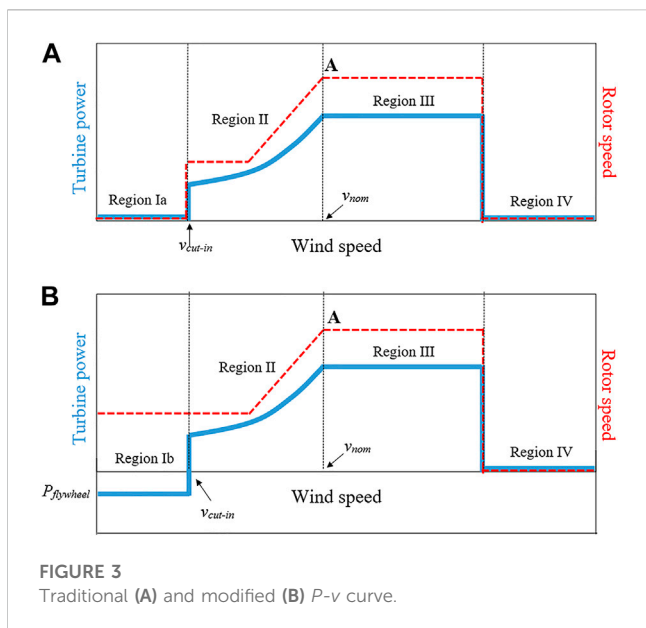 A
Turbine power
Rotor speed
A
Region II
Region III
Region Ia
Region IV
v_nom
v_cut-in
Wind speed
B
Turbine power
Rotor speed
A
Region II
Region III
Region Ib
Region IV
v_nom
P_flywheel
v_cut-in
Wind speed
FIGURE 3
Traditional (A) and modified (B) P-v curve.